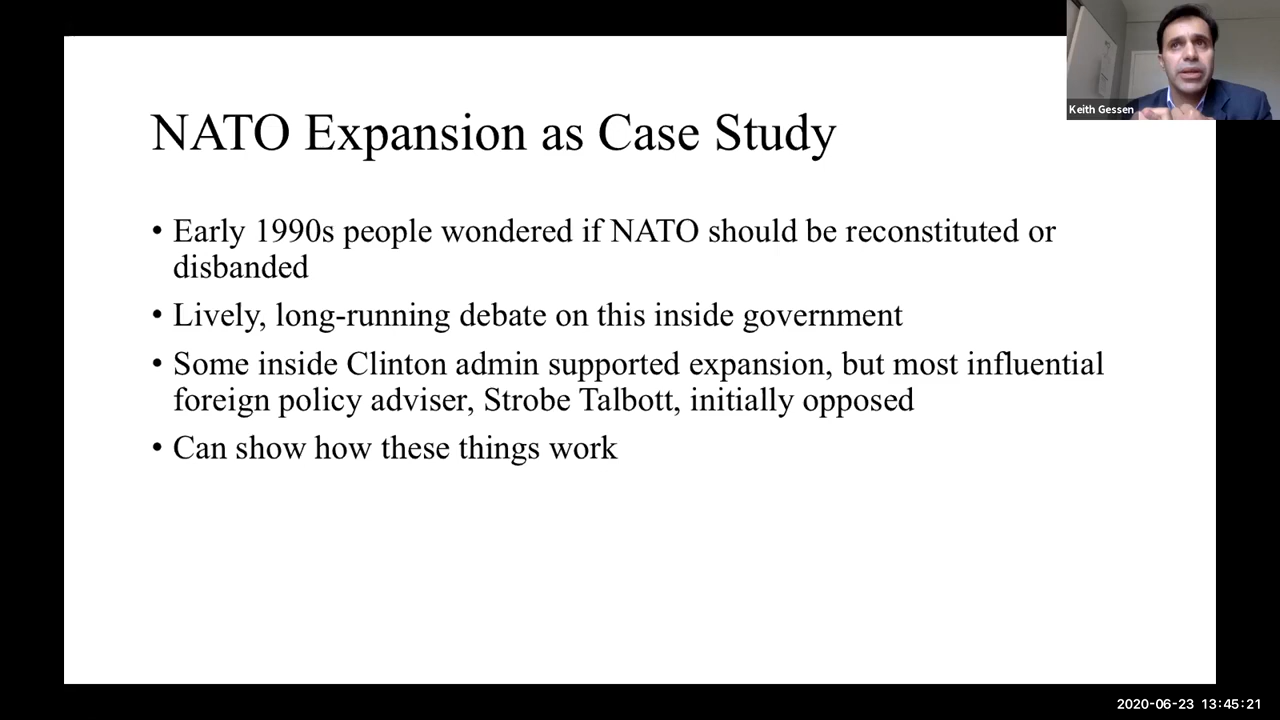 NATO Expansion as Case Study
• Early 1990s people wondered if NATO should be reconstituted or
disbanded
• Lively, long-running debate on this inside government
• Some inside Clinton admin supported expansion, but most influential
foreign policy adviser, Strobe Talbott, initially opposed
• Can show how these things work
Keith Gessen
2020-06-23 13:45:21